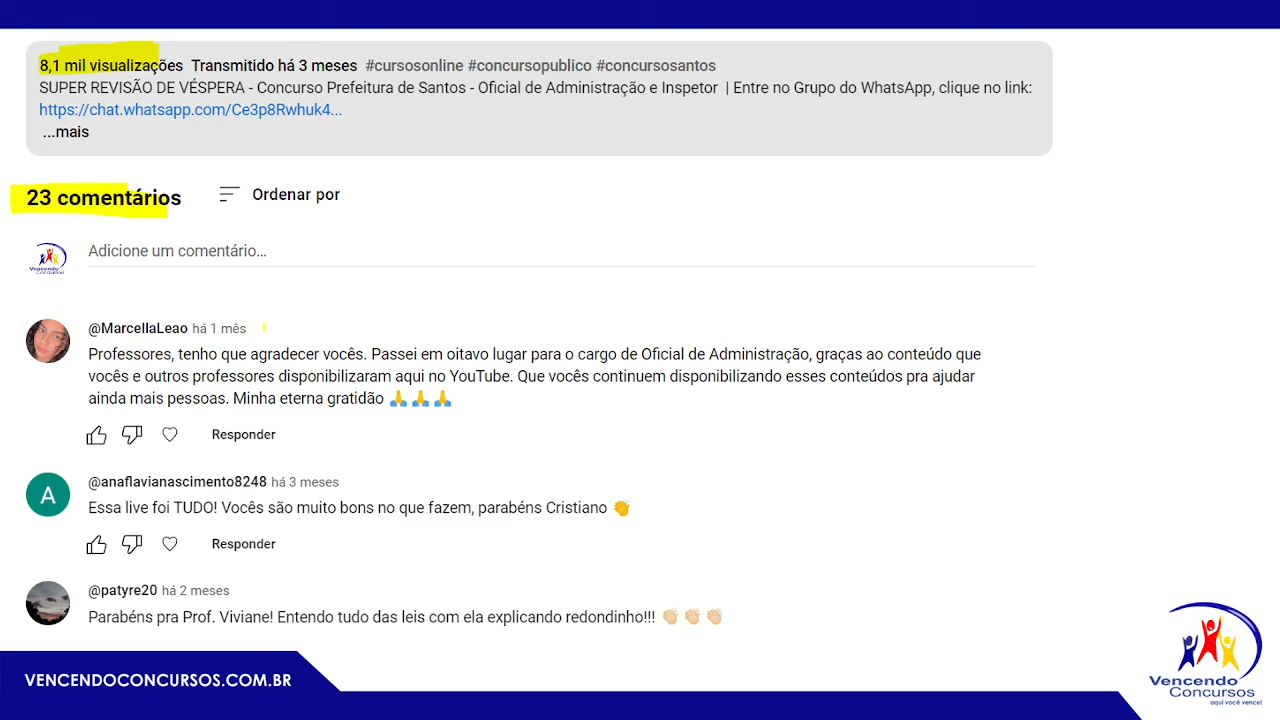 8,1 mil visualizações Transmitido há 3 meses #cursosonline #concursopublico #concursosantos
SUPER REVISÃO DE VÉSPERA - Concurso Prefeitura de Santos - Oficial de Administração e Inspetor | Entre no Grupo do WhatsApp, clique no link:
https://chat.whatsapp.com/Ce3p8Rwhuk4...
...mais
23 comentários
Ordenar por
Vencendo
Concursos
Adicione um comentário...
@MarcellaLeao há 1 mês
Professores, tenho que agradecer vocês. Passei em oitavo lugar para o cargo de Oficial de Administração, graças ao conteúdo que
vocês e outros professores disponibilizaram aqui no YouTube. Que vocês continuem disponibilizando esses conteúdos pra ajudar
ainda mais pessoas. Minha eterna gratidão 🙏 🙏 🙏
Responder
A
@anaflavianascimento8248 há 3 meses
Essa live foi TUDO! Vocês são muito bons no que fazem, parabéns Cristiano 👏
Responder
@patyre20 há 2 meses
Parabéns pra Prof. Viviane! Entendo tudo das leis com ela explicando redondinho!!! 👏🏻 👏🏻 👏🏻
VENCENDOCONCURSOS.COM.BR
Vencendo
Concursos
aqui você vence!